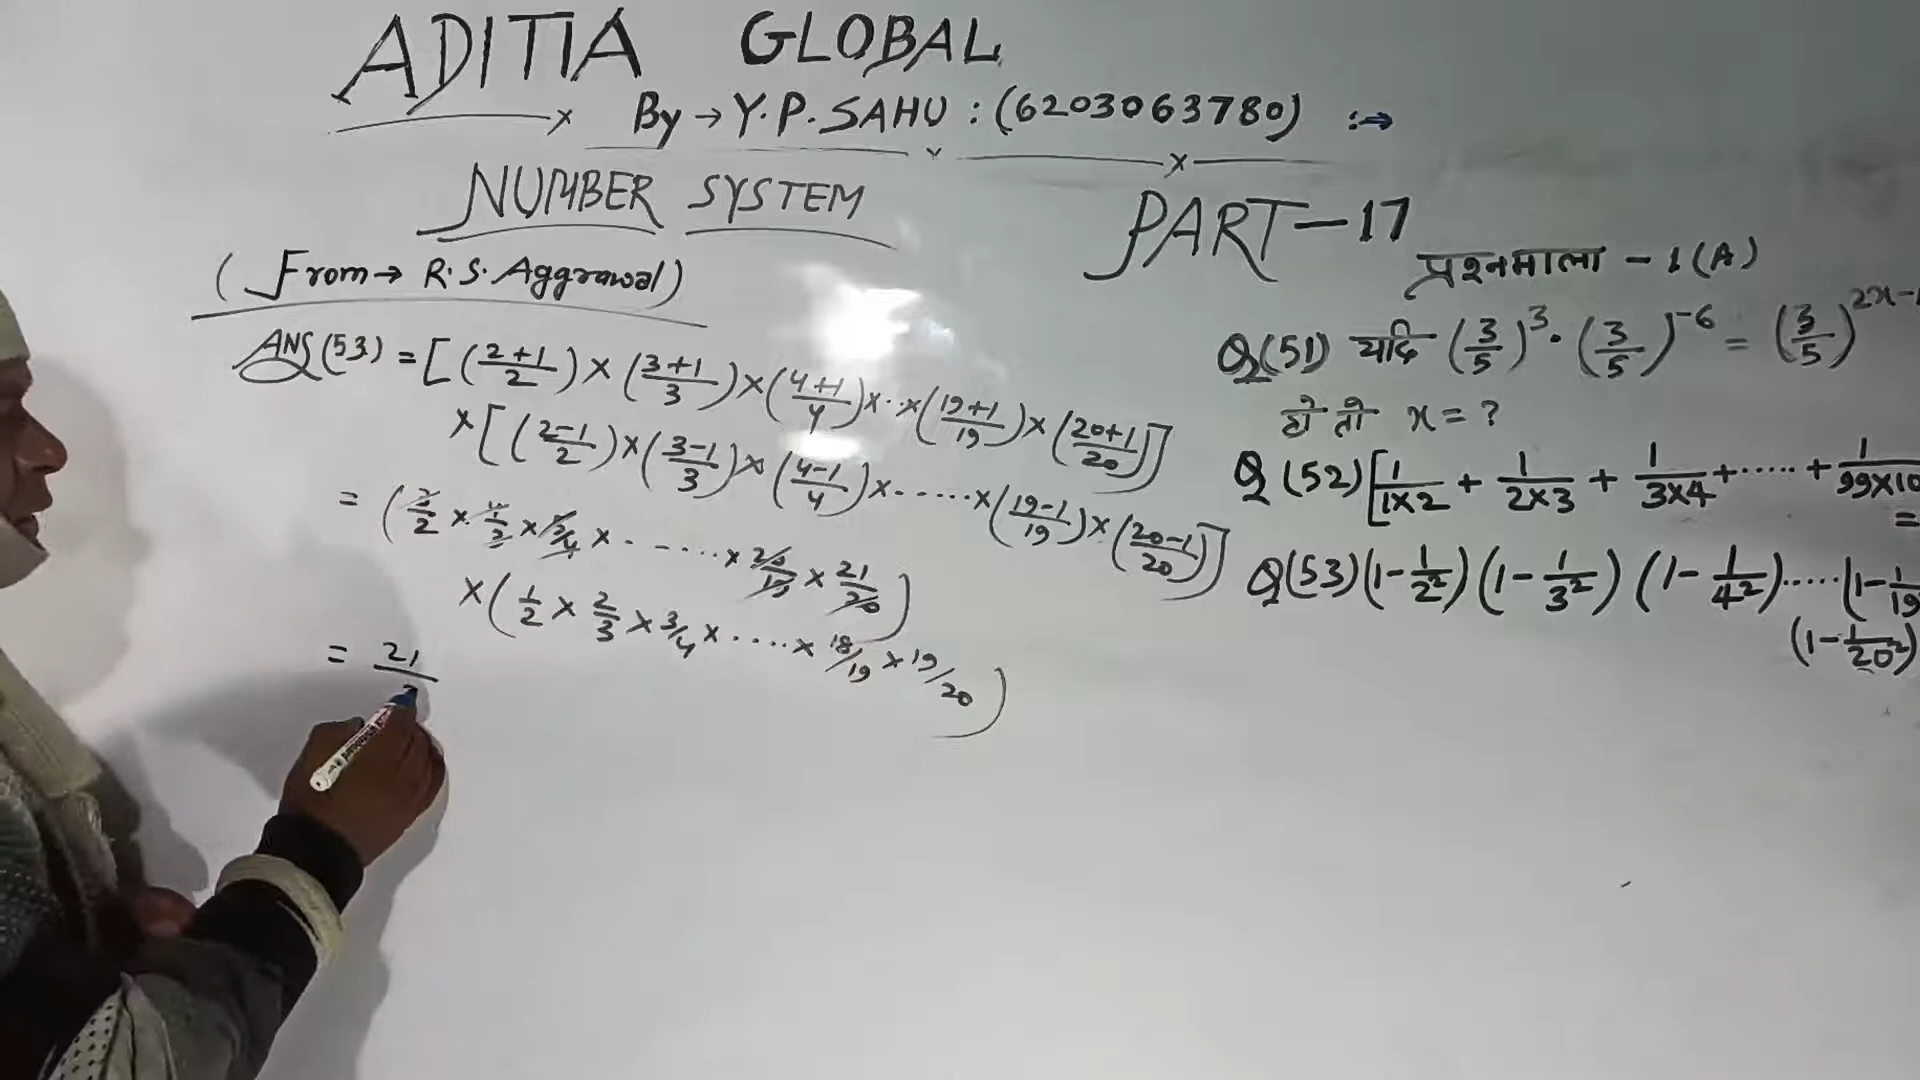 ADITIA GLOBAL
By → Y.P. SAHU : (6203063780) :→
NUMBER SYSTEM
PART-17
(From → R.S. Aggrawal)
प्रश्नमाला - 1(A)
ANS(53) = [((2+1)/2) × ((3+1)/3) × ((4+1)/4) × .. × ((19+1)/19) × ((20+1)/20)]
× [((2-1)/2) × ((3-1)/3) × ((4-1)/4) × ...... × ((19-1)/19) × ((20-1)/20)]
= (3/2 × 4/3 × 5/4 × ...... × 20/19 × 21/20)
× (1/2 × 2/3 × 3/4 × .... × 18/19 × 19/20)
= 21/
Q(51) यदि (3/5)^3 · (3/5)^-6 = (3/5)^2x-1
हो तो x = ?
Q(52) [1/1×2 + 1/2×3 + 1/3×4 + ..... + 1/99×10
=
Q(53) (1-1/2²) (1-1/3²) (1-1/4²) ..... (1-1/19
(1-1/20²)